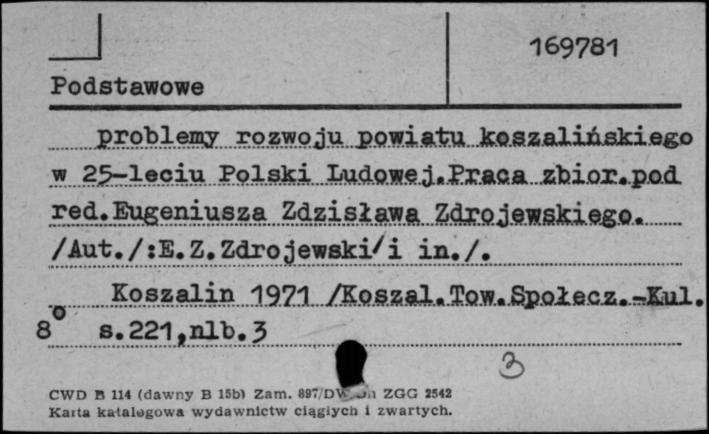 169781
Podstawowe
problemy rozwoju powiatu koszalińskiego
w 25-leciu Polski Ludowej.Praca zbior.pod
red.Eugeniusza Zdzisława Zdrojewskiego.
/Aut./:E.Z.Zdrojewski/i in./.
Koszalin 1971 /Koszal.Tow.Społecz.-Kul.
8° s.221,nlb.3
3
CWD B 114 (dawny B 15b) Zam. 897/DW ZGG 2542
Karta katalogowa wydawnictw ciągłych i zwartych.